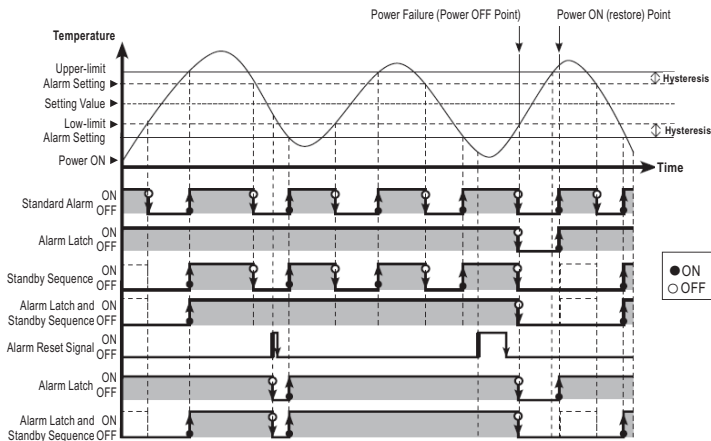 Power Failure (Power OFF Point) Power ON (restore) Point
Temperature
Upper-limit
Alarm Setting ►
Hysteresis
Setting Value ►
Low-limit ►
Alarm Setting
Hysteresis
Power ON ►
Time
Standard Alarm ON
OFF
Alarm Latch ON
OFF
Standby Sequence ON
OFF
Alarm Latch and ON
Standby Sequence OFF
Alarm Reset Signal ON
OFF
Alarm Latch ON
OFF
Alarm Latch and ON
Standby Sequence OFF
●ON
○OFF